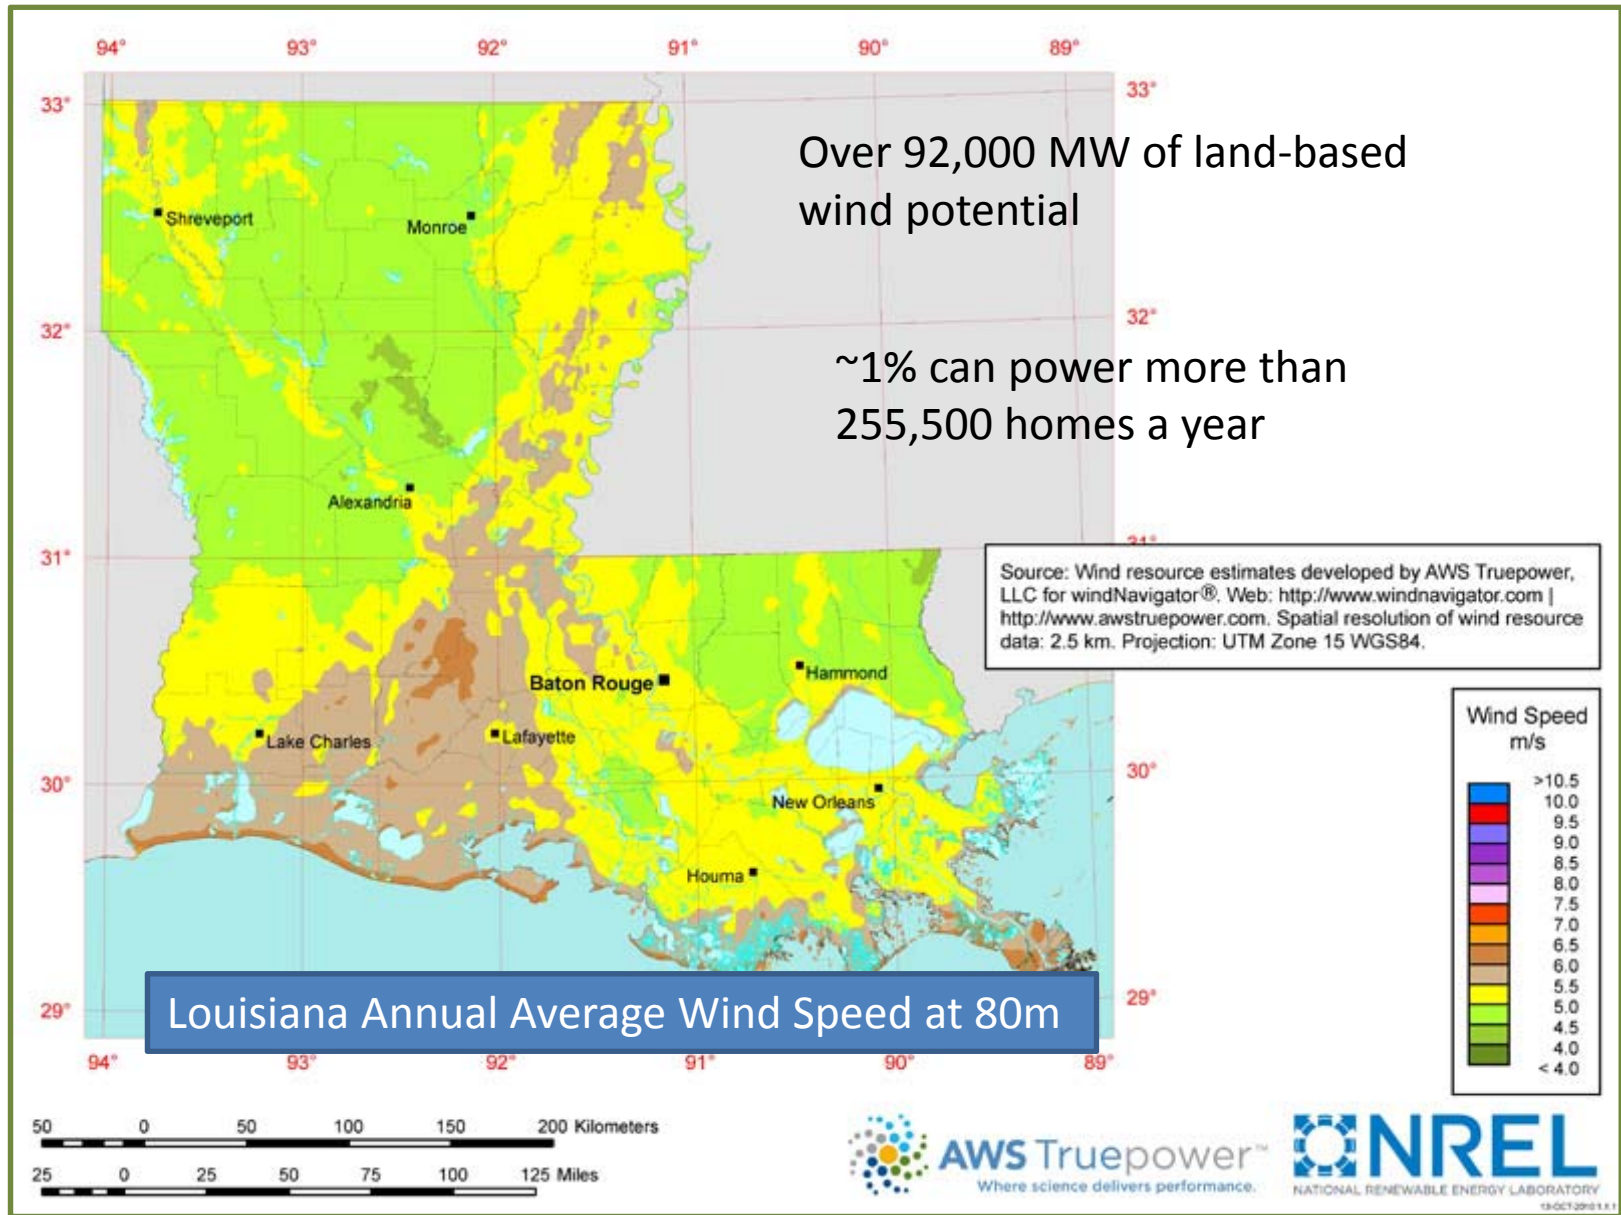 94° 93° 92° 91° 90° 89°
33° 33°
Over 92,000 MW of land-based
wind potential
Shreveport
Monroe
32° 32°
~1% can power more than
255,500 homes a year
Alexandria
31° 31°
Source: Wind resource estimates developed by AWS Truepower,
LLC for windNavigator®. Web: http://www.windnavigator.com |
http://www.awstruepower.com. Spatial resolution of wind resource
data: 2.5 km. Projection: UTM Zone 15 WGS84.
Hammond
Baton Rouge
Lake Charles
Lafayette
Wind Speed
m/s
>10.5
10.0
9.5
9.0
8.5
8.0
7.5
7.0
6.5
6.0
5.5
5.0
4.5
4.0
< 4.0
30° 30°
New Orleans
Houma
29° 29°
Louisiana Annual Average Wind Speed at 80m
94° 93° 92° 91° 90° 89°
50 0 50 100 150 200 Kilometers
25 0 25 50 75 100 125 Miles
AWS Truepower™
Where science delivers performance.
NREL
NATIONAL RENEWABLE ENERGY LABORATORY